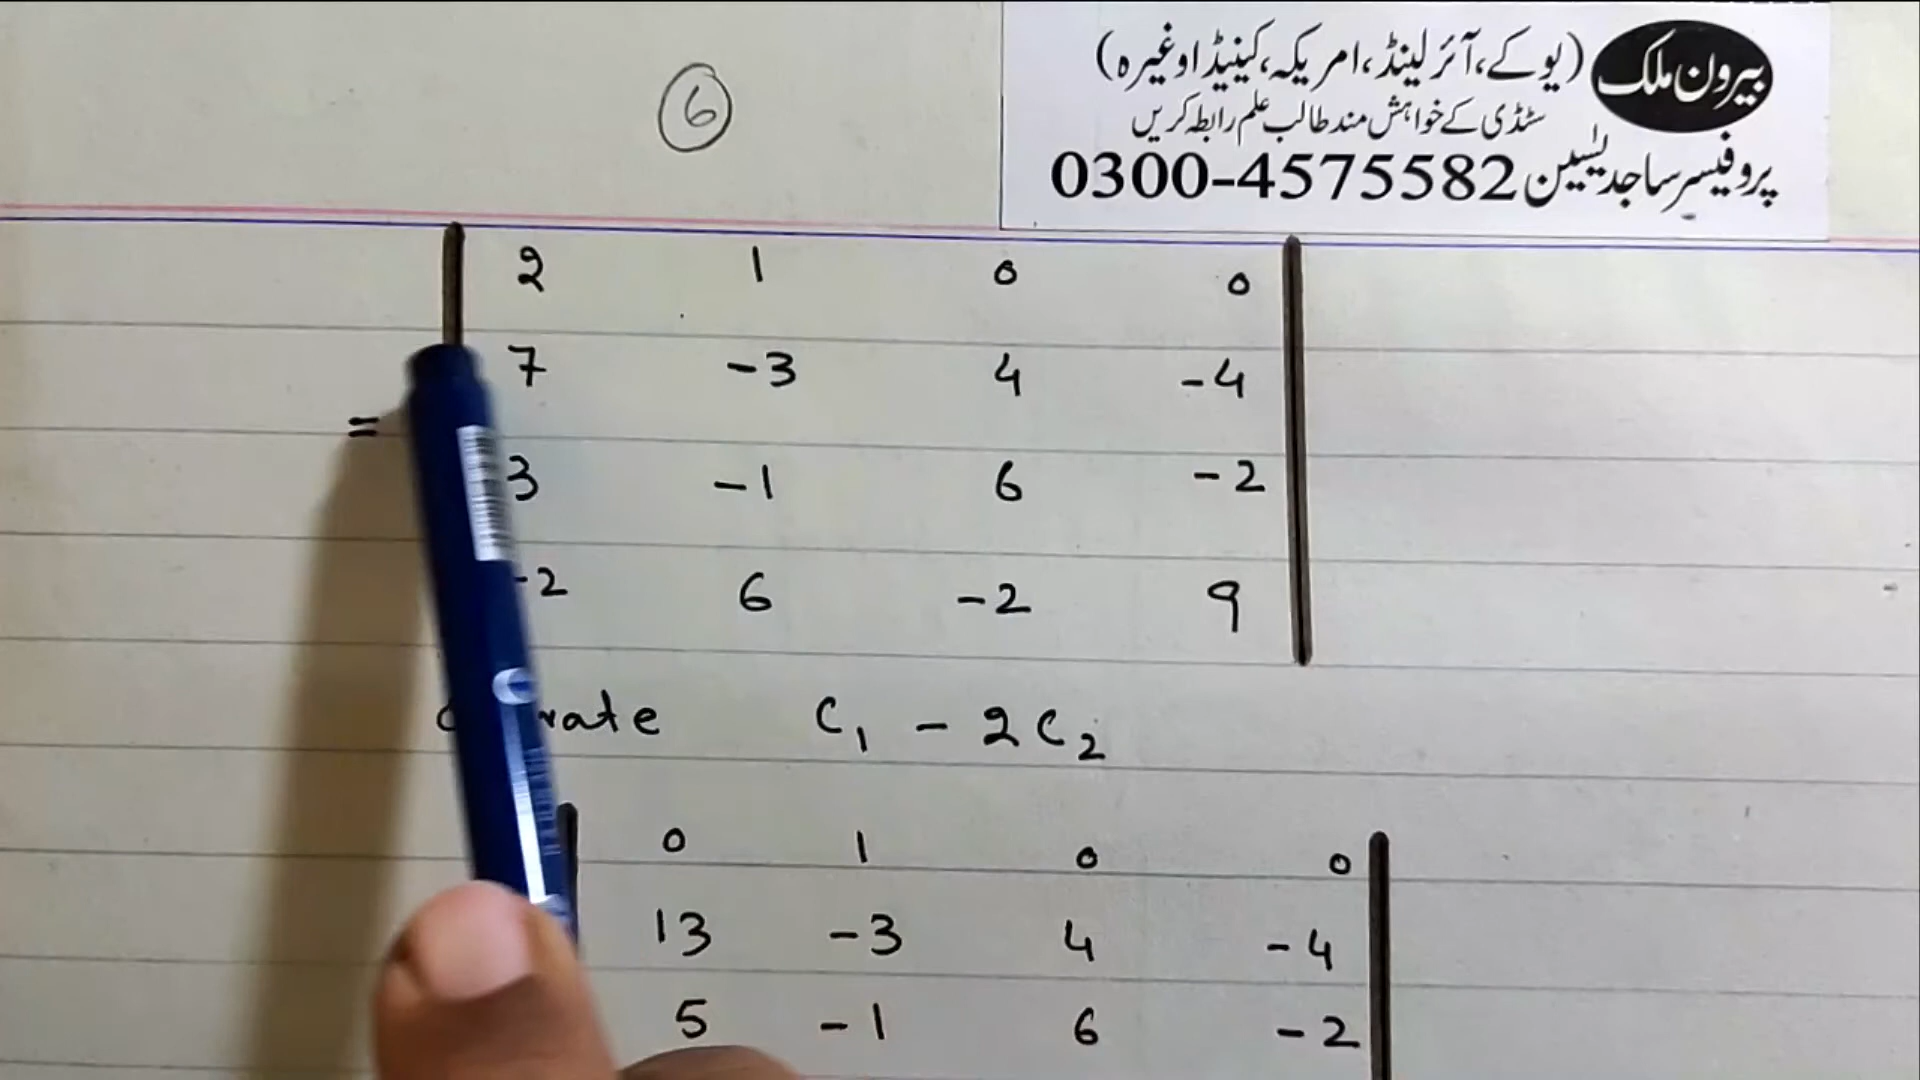 بیرون ملک (یوکے، آئرلینڈ، امریکہ، کینیڈا وغیرہ)
سٹڈی کے خواہش مند طالب علم رابطہ کریں
پروفیسر ساجد یٰسین 0300-4575582
6
2 1 0 0
7 -3 4 -4
=
3 -1 6 -2
-2 6 -2 9
C₁ - 2C₂
0 1 0 0
13 -3 4 -4
5 -1 6 -2